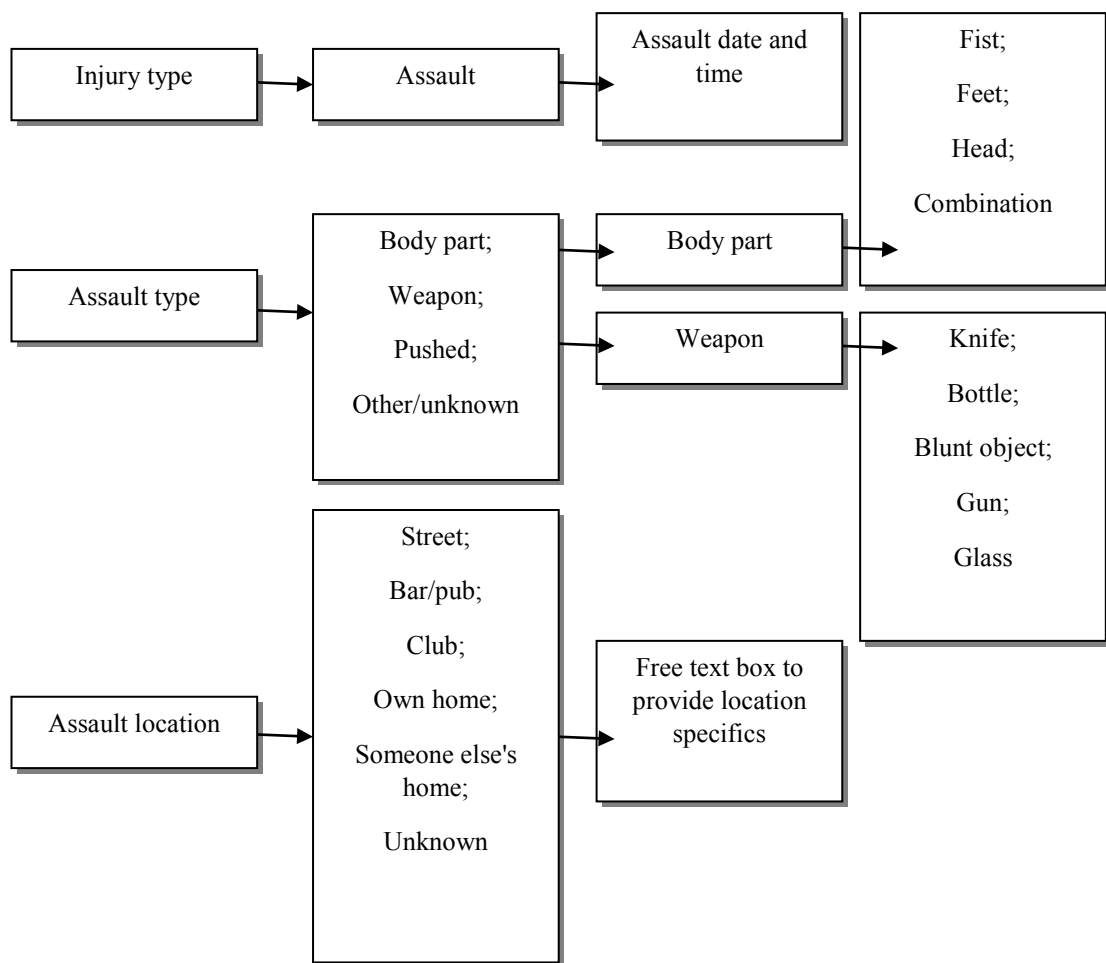 Injury type
Assault
Assault date and
time
Fist;
Feet;
Head;
Combination
Assault type
Body part;
Weapon;
Pushed;
Other/unknown
Body part
Weapon
Knife;
Bottle;
Blunt object;
Gun;
Glass
Assault location
Street;
Bar/pub;
Club;
Own home;
Someone else's
home;
Unknown
Free text box to
provide location
specifics